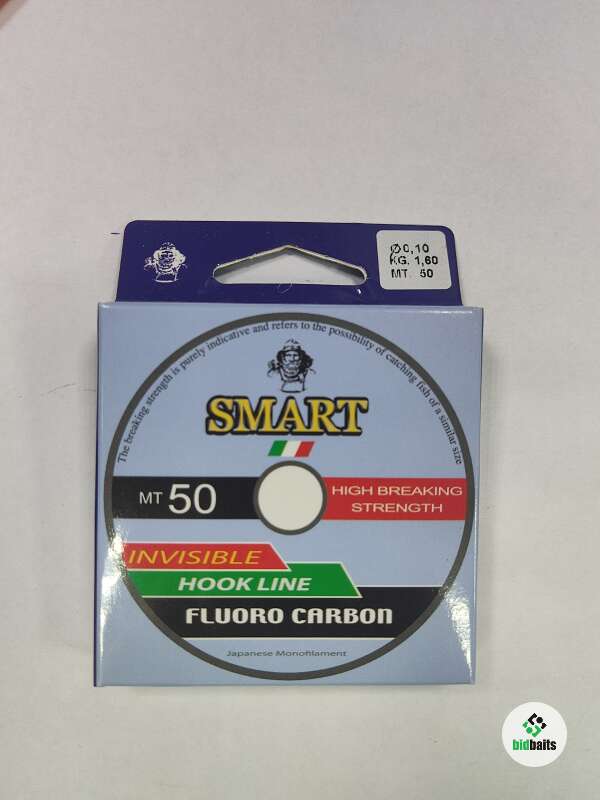 Ø 0,10
KG. 1,60
MT. 50
The breaking strength is purely indicative and refers to the possibility of catching fish of a similar size
SMART
MT 50
HIGH BREAKING
STRENGTH
INVISIBLE
HOOK LINE
FLUORO CARBON
Japanese Monofilament
bidbaits